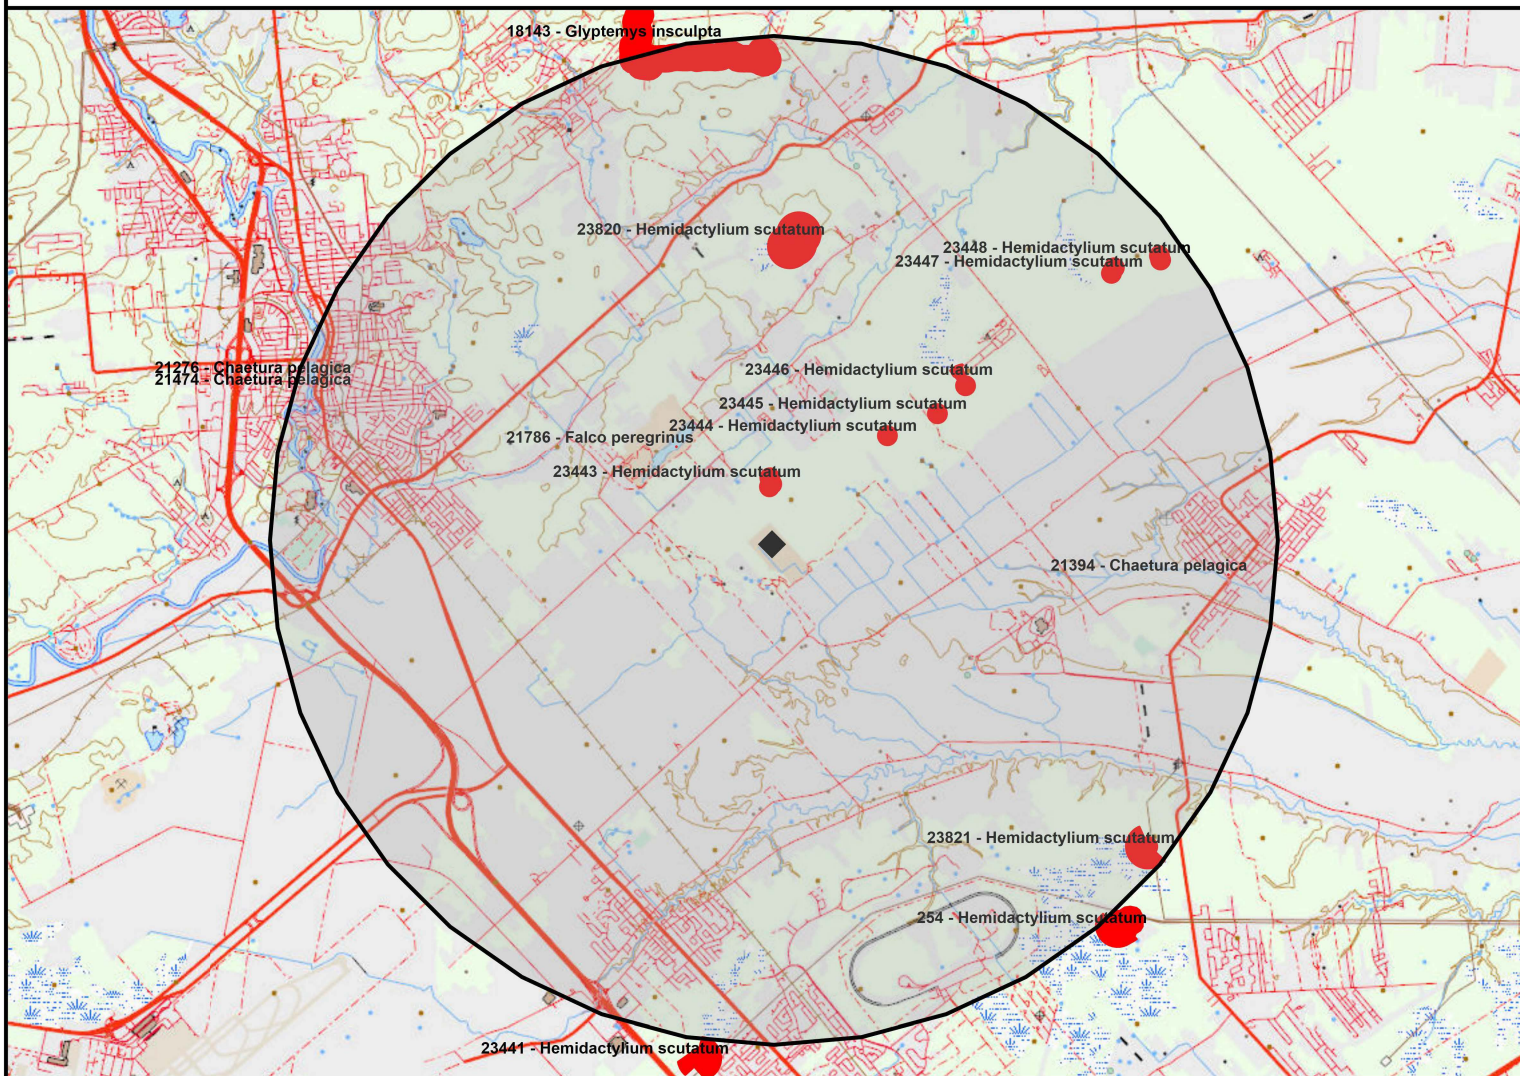 18143 - Glyptemys insculpta
23820 - Hemidactylium scutatum
23448 - Hemidactylium scutatum
23447 - Hemidactylium scutatum
21276 - Chaetura pelagica
21474 - Chaetura pelagica
23446 - Hemidactylium scutatum
23445 - Hemidactylium scutatum
23444 - Hemidactylium scutatum
21786 - Falco peregrinus
23443 - Hemidactylium scutatum
21394 - Chaetura pelagica
23821 - Hemidactylium scutatum
254 - Hemidactylium scutatum
23441 - Hemidactylium scutatum